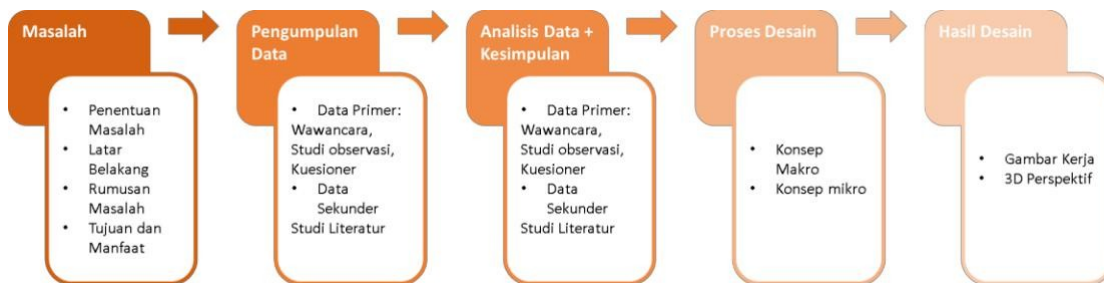 Masalah
• Penentuan
Masalah
• Latar
Belakang
• Rumusan
Masalah
• Tujuan dan
Manfaat
Pengumpulan
Data
• Data Primer:
Wawancara,
Studi observasi,
Kuesioner
• Data
Sekunder
Studi Literatur
Analisis Data +
Kesimpulan
• Data Primer:
Wawancara,
Studi observasi,
Kuesioner
• Data
Sekunder
Studi Literatur
Proses Desain
• Konsep
Makro
• Konsep mikro
Hasil Desain
• Gambar Kerja
• 3D Perspektif